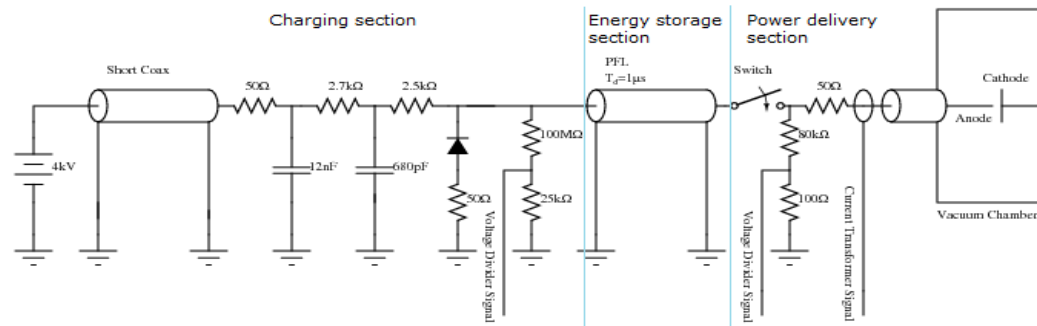 Charging section
Energy storage
section
Power delivery
section
Short Coax
50Ω
2.7kΩ
2.5kΩ
PFL
T_d=1μs
Switch
50Ω
Cathode
Anode
4kV
12nF
680pF
50Ω
100MΩ
25kΩ
80kΩ
100Ω
Voltage Divider Signal
Voltage Divider Signal
Current Transformer Signal
Vacuum Chamber